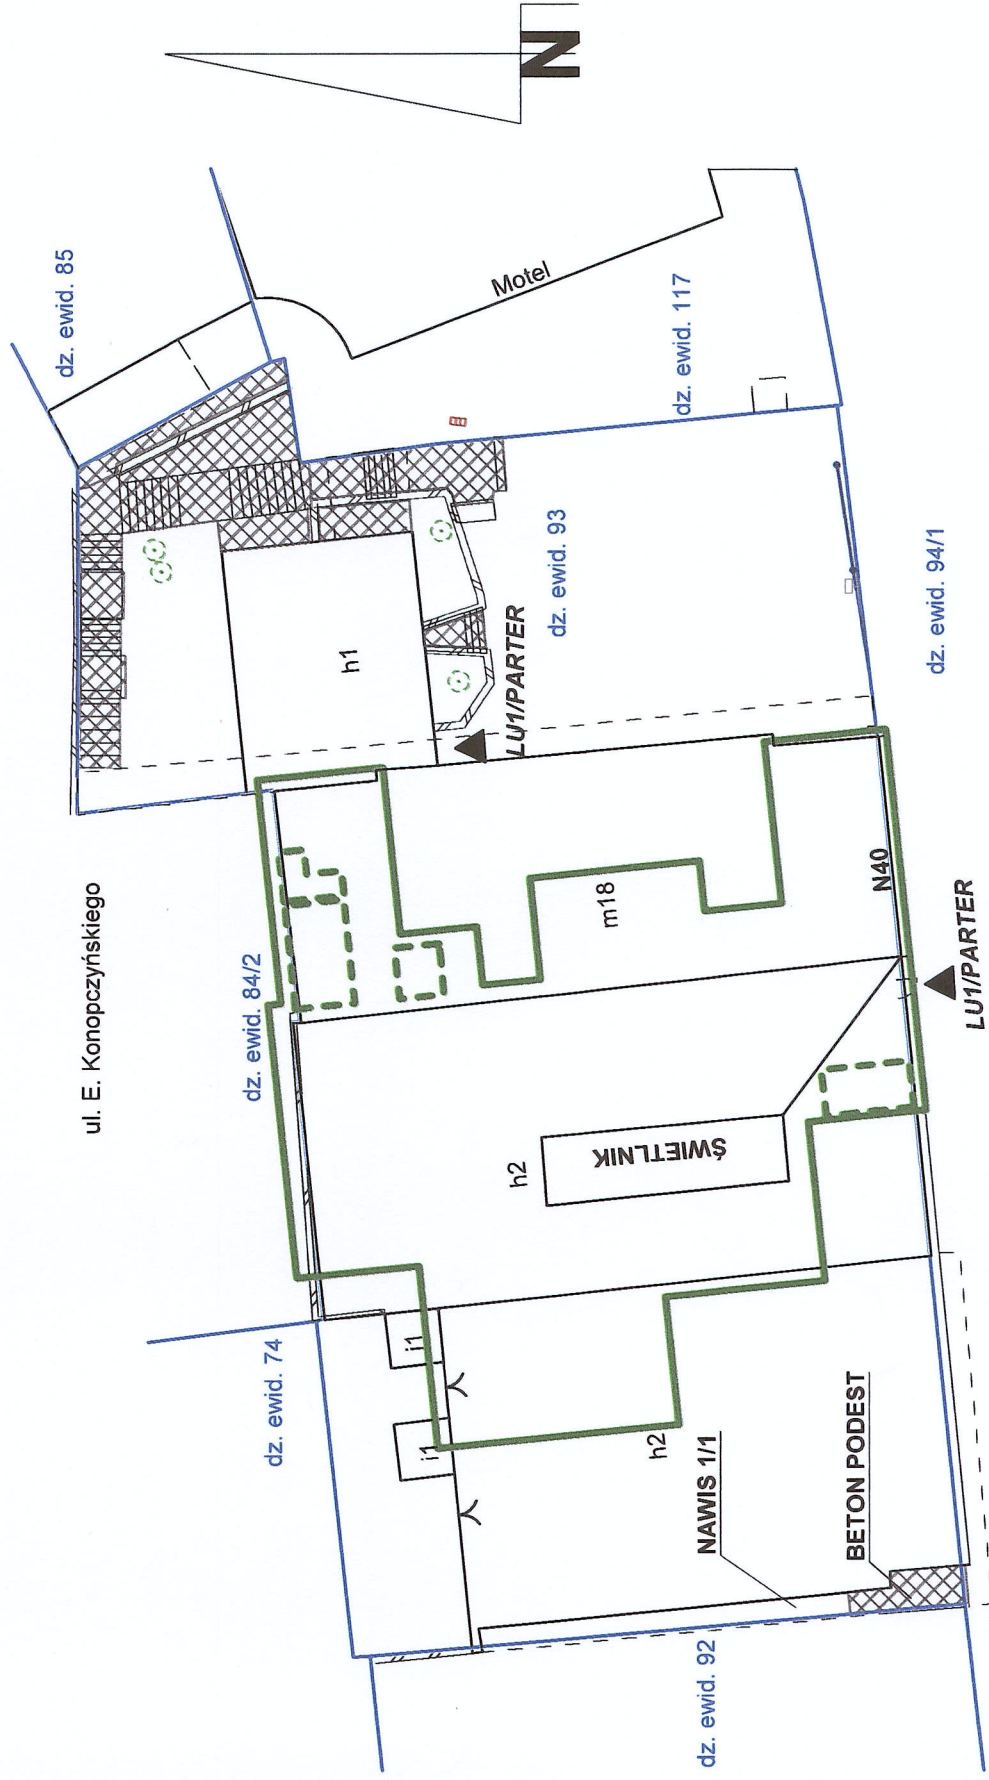 N
dz. ewid. 85
Motel
dz. ewid. 117
dz. ewid. 93
dz. ewid. 94/1
h1
LU1/PARTER
ul. E. Konopczyńskiego
dz. ewid. 84/2
m18
N40
LU1/PARTER
h2
ŚWIETLNIK
dz. ewid. 74
i1
i1
h2
NAWIS 1/1
BETON PODEST
dz. ewid. 92